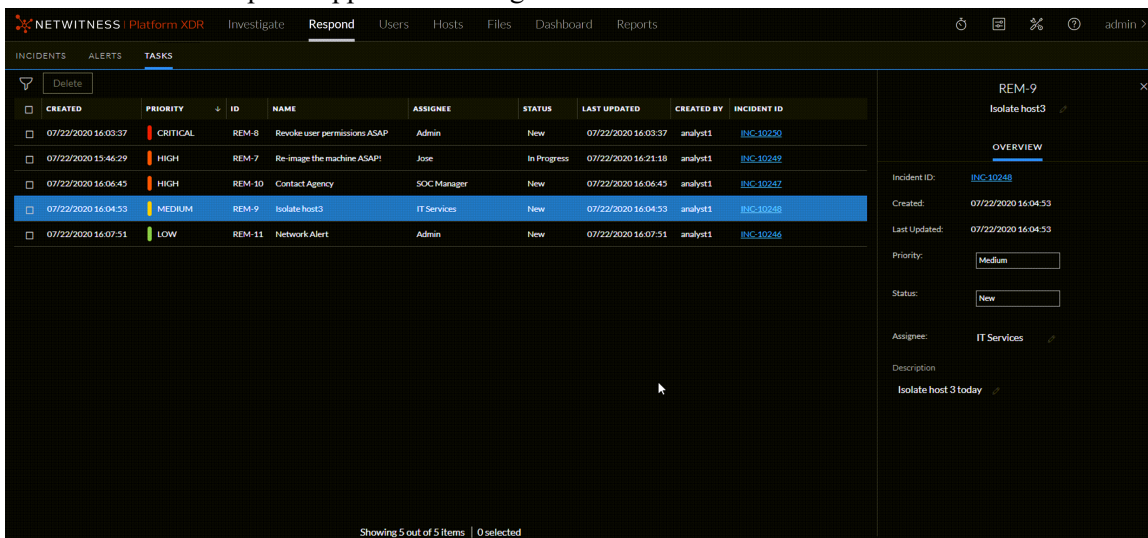 NETWITNESS | Platform XDR Investigate Respond Users Hosts Files Dashboard Reports admin >
INCIDENTS ALERTS TASKS
Delete
CREATED PRIORITY ↓ ID NAME ASSIGNEE STATUS LAST UPDATED CREATED BY INCIDENT ID
07/22/2020 16:03:37 CRITICAL REM-8 Revoke user permissions ASAP Admin New 07/22/2020 16:03:37 analyst1 INC-10250
07/22/2020 15:46:29 HIGH REM-7 Re-image the machine ASAP! Jose In Progress 07/22/2020 16:21:18 analyst1 INC-10249
07/22/2020 16:06:45 HIGH REM-10 Contact Agency SOC Manager New 07/22/2020 16:06:45 analyst1 INC-10247
07/22/2020 16:04:53 MEDIUM REM-9 Isolate host3 IT Services New 07/22/2020 16:04:53 analyst1 INC-10248
07/22/2020 16:07:51 LOW REM-11 Network Alert Admin New 07/22/2020 16:07:51 analyst1 INC-10246
Showing 5 out of 5 items | 0 selected
REM-9 ×
Isolate host3
OVERVIEW
Incident ID: INC-10248
Created: 07/22/2020 16:04:53
Last Updated: 07/22/2020 16:04:53
Priority: Medium
Status: New
Assignee: IT Services
Description
Isolate host 3 today